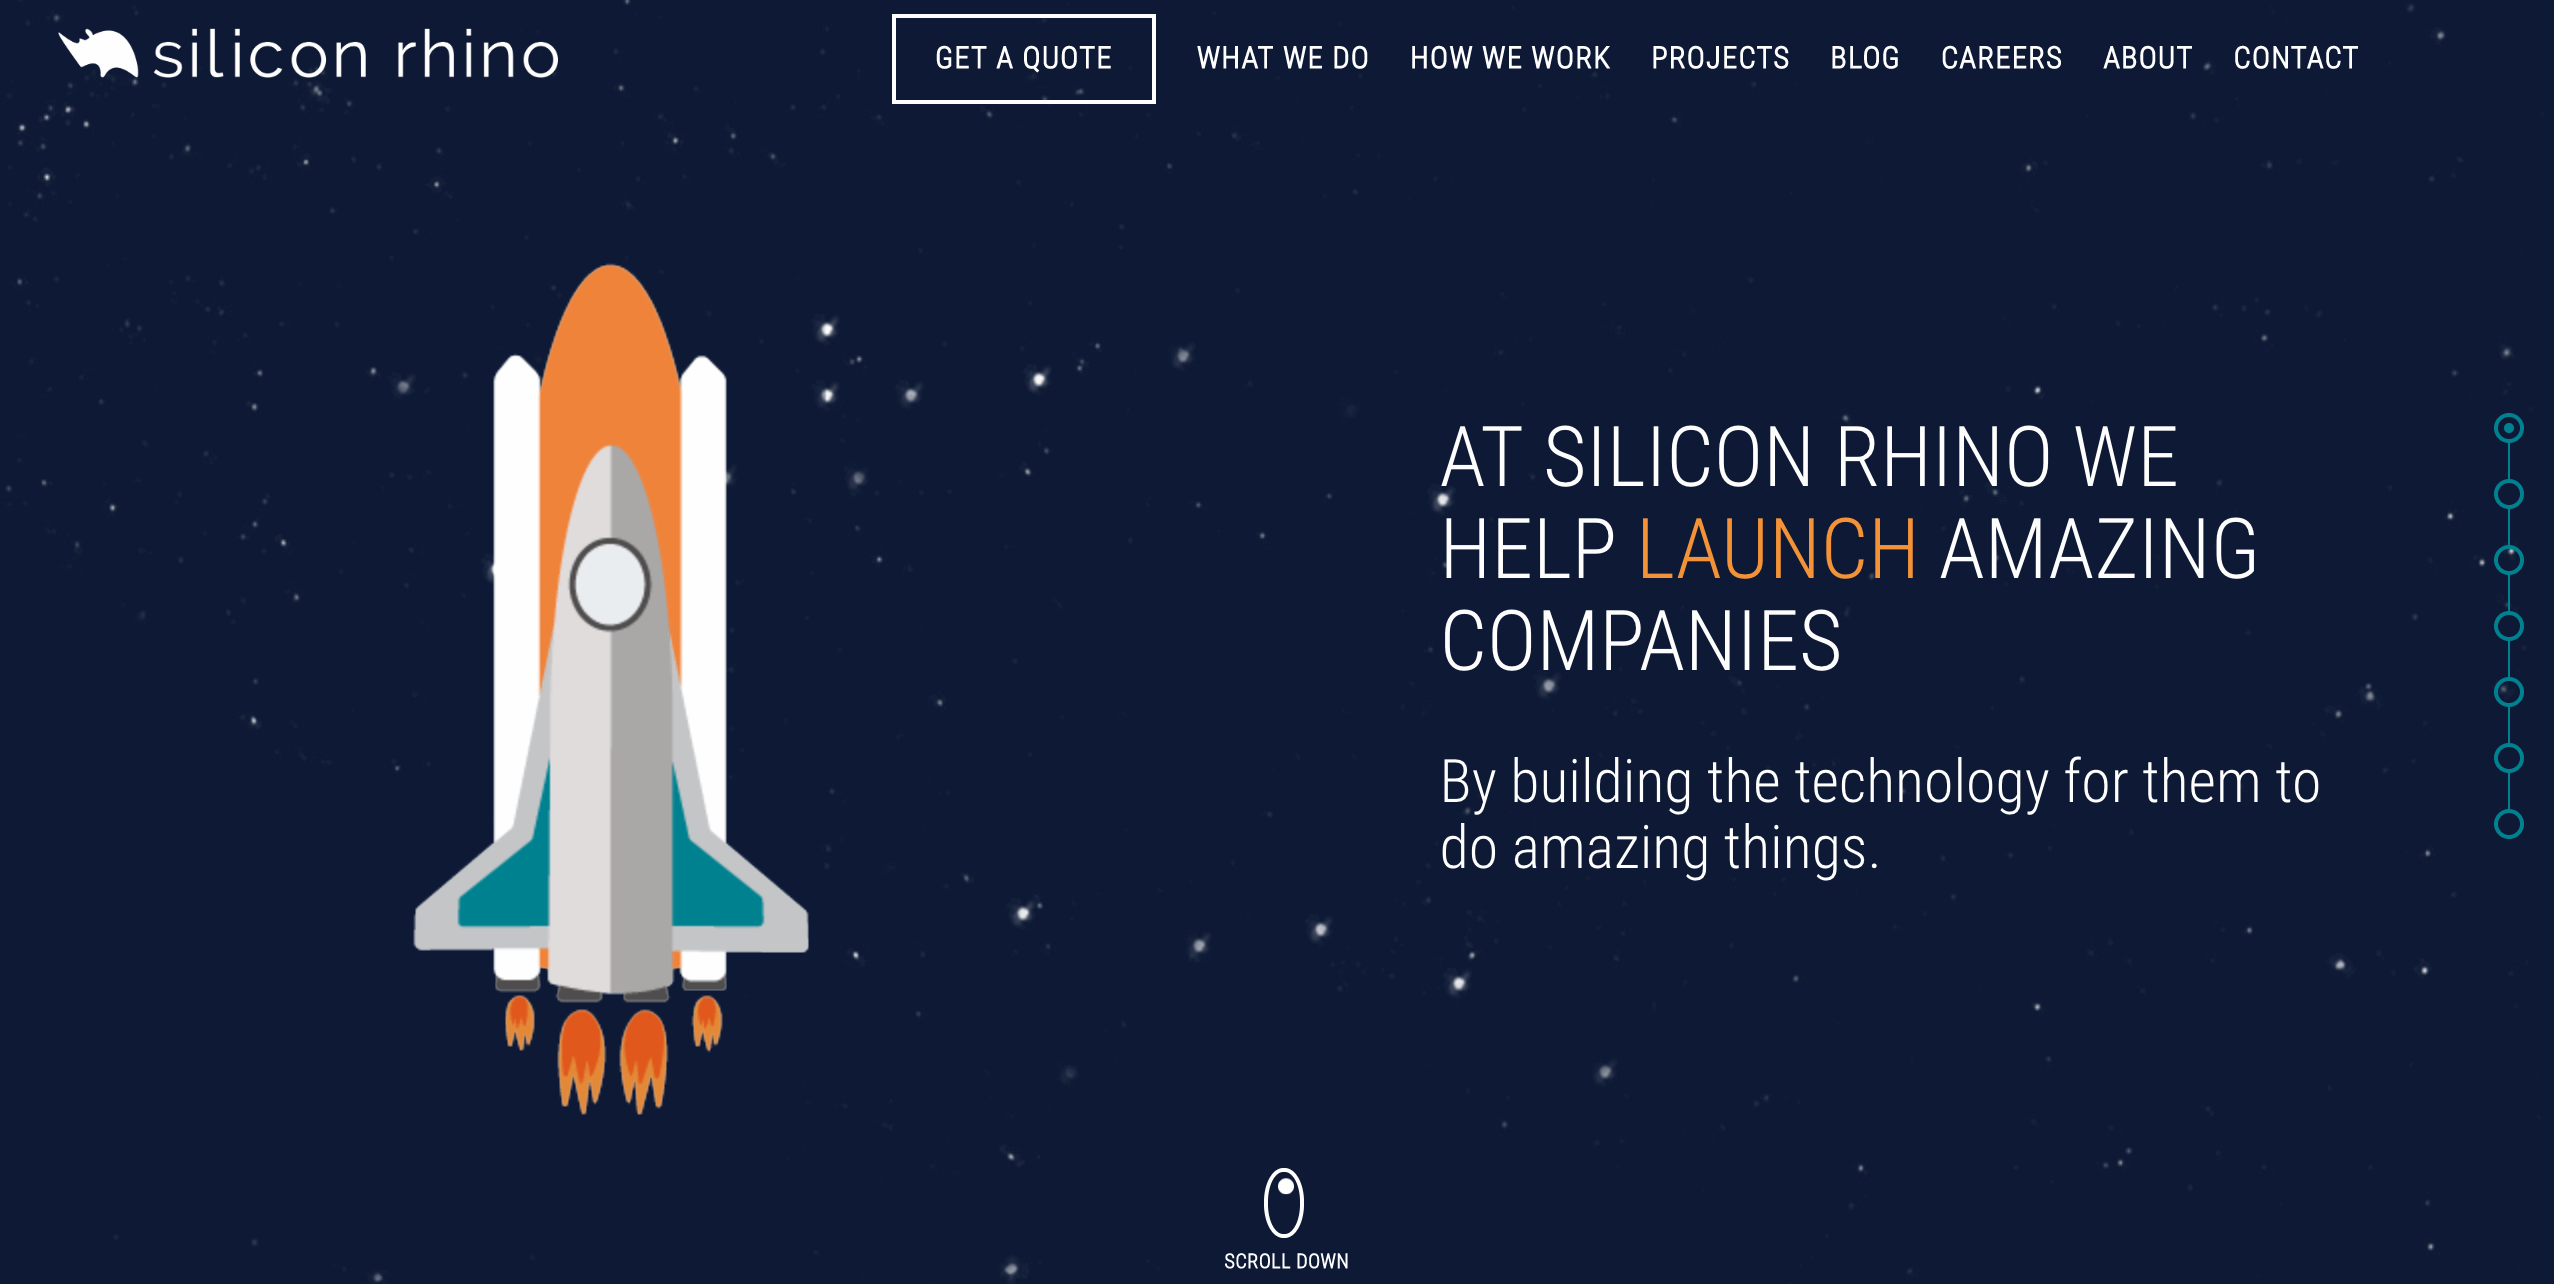 silicon rhino
GET A QUOTE
WHAT WE DO
HOW WE WORK
PROJECTS
BLOG
CAREERS
ABOUT
CONTACT
AT SILICON RHINO WE
HELP LAUNCH AMAZING
COMPANIES
By building the technology for them to
do amazing things.
SCROLL DOWN